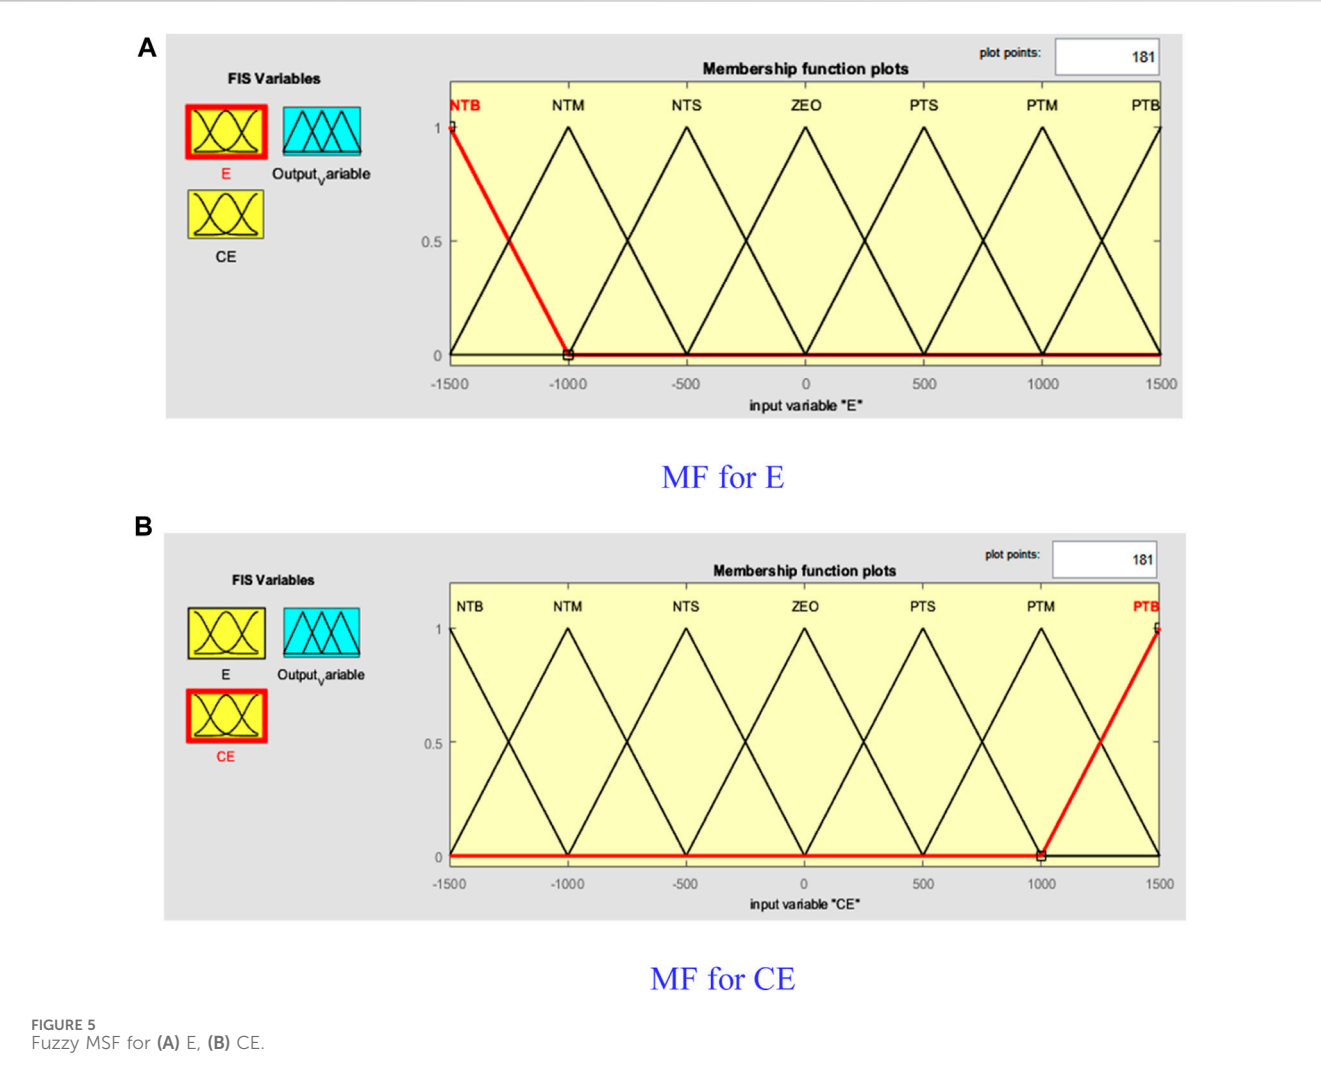 A
plot points: 181
FIS Variables
Membership function plots
NTB NTM NTS ZEO PTS PTM PTB
1
E Output_Variable
0.5
CE
0
-1500 -1000 -500 0 500 1000 1500
input variable "E"
MF for E
B
plot points: 181
FIS Variables
Membership function plots
NTB NTM NTS ZEO PTS PTM PTB
1
E Output_Variable
0.5
CE
0
-1500 -1000 -500 0 500 1000 1500
input variable "CE"
MF for CE
FIGURE 5
Fuzzy MSF for (A) E, (B) CE.